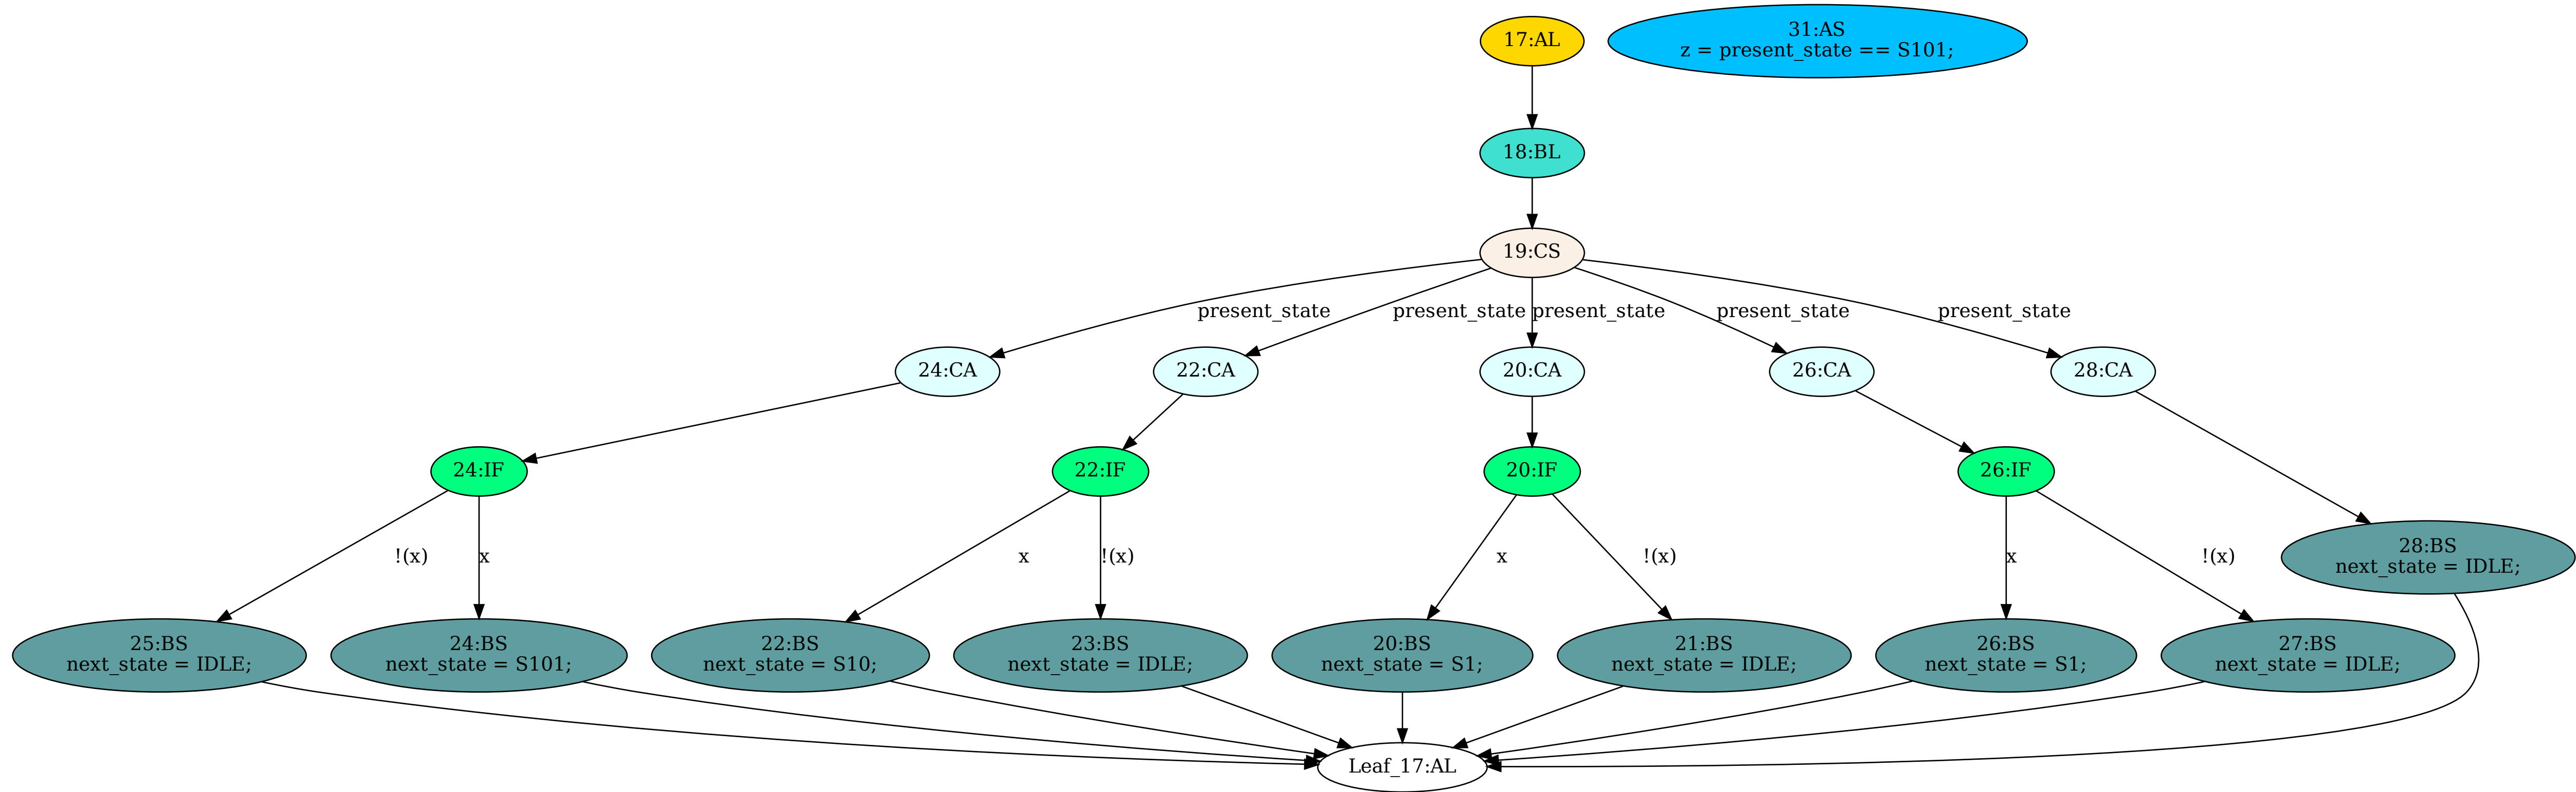 17:AL
31:AS
z = present_state == S101;
18:BL
19:CS
present_state
present_state
present_state
present_state
present_state
24:CA
22:CA
20:CA
26:CA
28:CA
24:IF
22:IF
20:IF
26:IF
!(x)
x
x
!(x)
x
!(x)
x
!(x)
28:BS
next_state = IDLE;
25:BS
next_state = IDLE;
24:BS
next_state = S101;
22:BS
next_state = S10;
23:BS
next_state = IDLE;
20:BS
next_state = S1;
21:BS
next_state = IDLE;
26:BS
next_state = S1;
27:BS
next_state = IDLE;
Leaf_17:AL